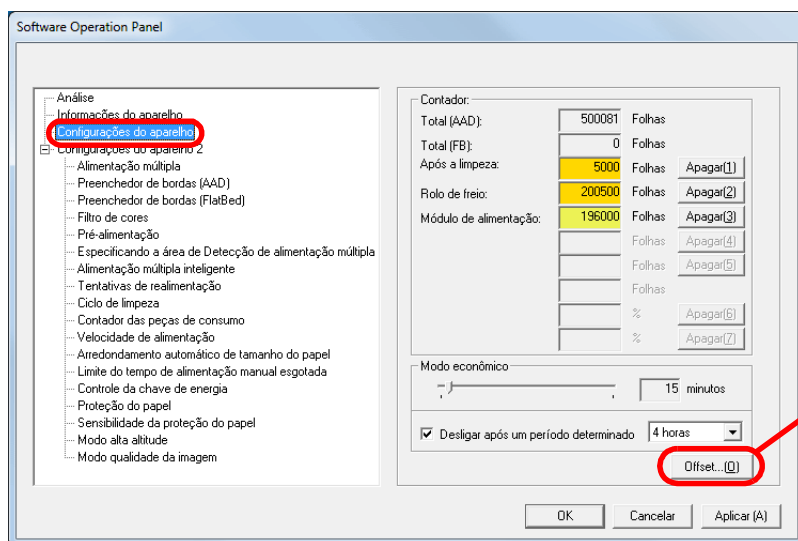 Software Operation Panel
Análise
Informações do aparelho
Configurações do aparelho
Configurações do aparelho 2
Alimentação múltipla
Preenchedor de bordas (AAD)
Preenchedor de bordas (FlatBed)
Filtro de cores
Pré-alimentação
Especificando a área de Detecção de alimentação múltipla
Alimentação múltipla inteligente
Tentativas de realimentação
Ciclo de limpeza
Contador das peças de consumo
Velocidade de alimentação
Arredondamento automático de tamanho do papel
Limite do tempo de alimentação manual esgotada
Controle da chave de energia
Proteção do papel
Sensibilidade da proteção do papel
Modo alta altitude
Modo qualidade da imagem
Contador:
Total (AAD): 500081 Folhas
Total (FB): 0 Folhas
Após a limpeza: 5000 Folhas Apagar(1)
Rolo de freio: 200500 Folhas Apagar(2)
Módulo de alimentação: 196000 Folhas Apagar(3)
Folhas Apagar(4)
Folhas Apagar(5)
Folhas
% Apagar(6)
% Apagar(7)
Modo econômico
15 minutos
Desligar após um período determinado 4 horas
Offset...(O)
OK Cancelar Aplicar (A)